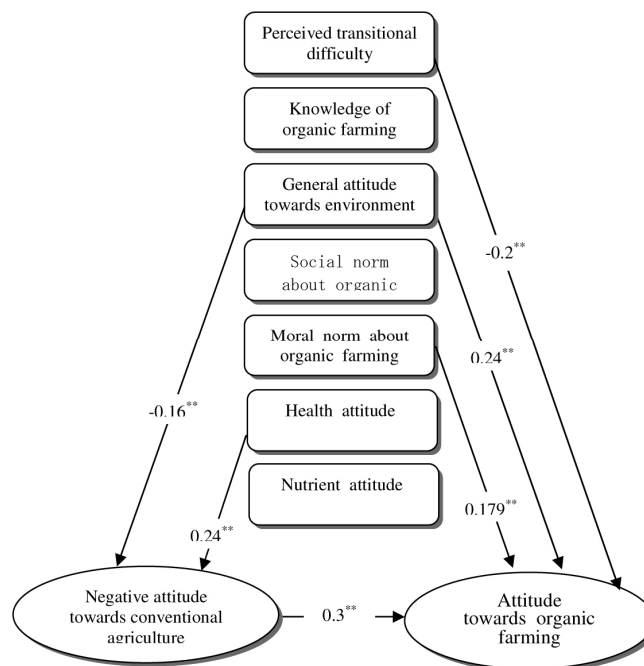 Perceived transitional
difficulty
Knowledge of
organic farming
General attitude
towards environment
Social norm
about organic
Moral norm about
organic farming
Health attitude
Nutrient attitude
-0.2**
0.24**
-0.16**
0.179**
0.24**
Negative attitude
towards conventional
agriculture
0.3**
Attitude
towards organic
farming